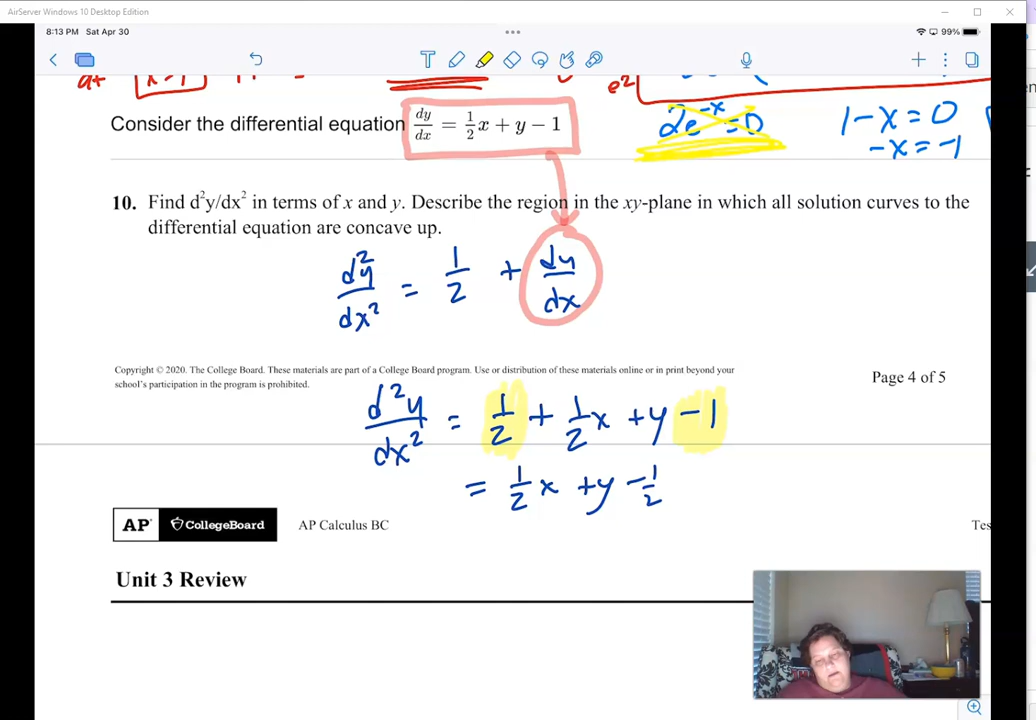 AirServer Windows 10 Desktop Edition
8:13 PM Sat Apr 30
99%
e²
Consider the differential equation dy/dx = 1/2 x + y − 1
2e^-x = 0
1 - x = 0
-x = -1
10. Find d²y/dx² in terms of x and y. Describe the region in the xy-plane in which all solution curves to the
differential equation are concave up.
d²y/dx² = 1/2 + dy/dx
Copyright © 2020. The College Board. These materials are part of a College Board program. Use or distribution of these materials online or in print beyond your
school's participation in the program is prohibited.
Page 4 of 5
d²y/dx² = 1/2 + 1/2 x + y - 1
= 1/2 x + y - 1/2
AP CollegeBoard AP Calculus BC Tes
Unit 3 Review